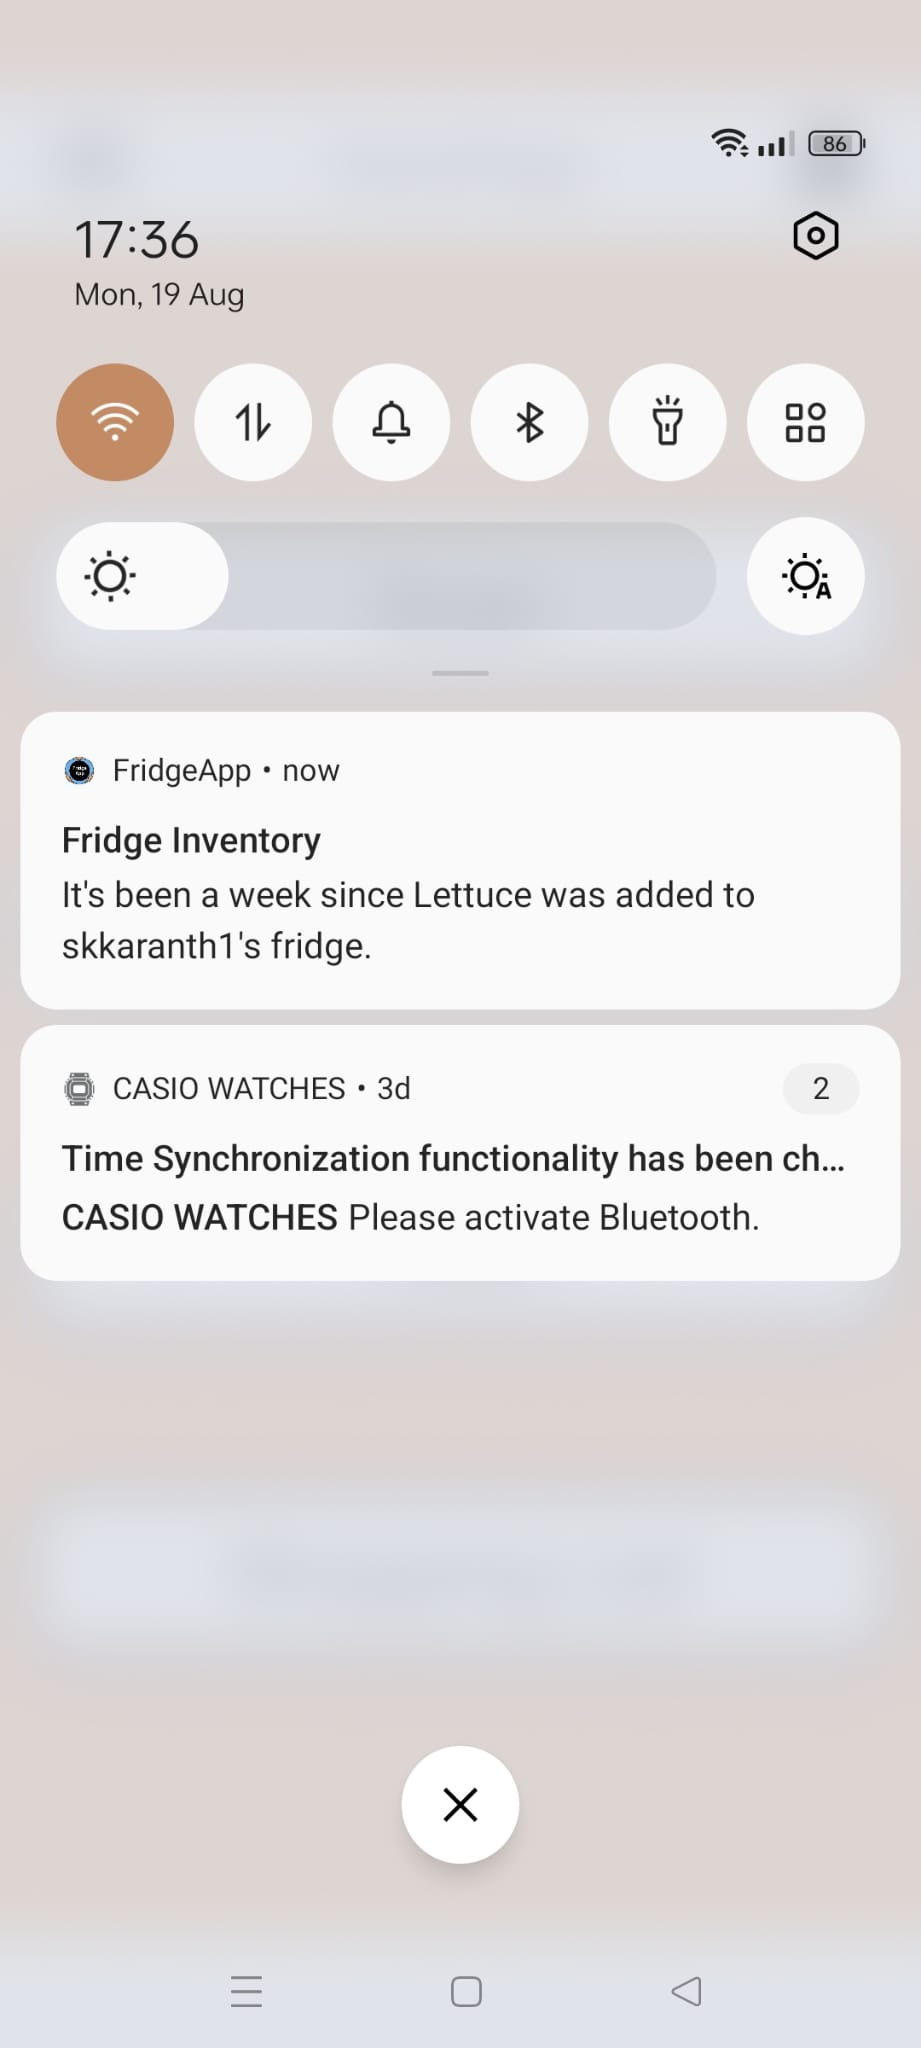 86
17:36
Mon, 19 Aug
A
FridgeApp • now
Fridge Inventory
It's been a week since Lettuce was added to
skkaranth1's fridge.
CASIO WATCHES • 3d
2
Time Synchronization functionality has been ch...
CASIO WATCHES Please activate Bluetooth.